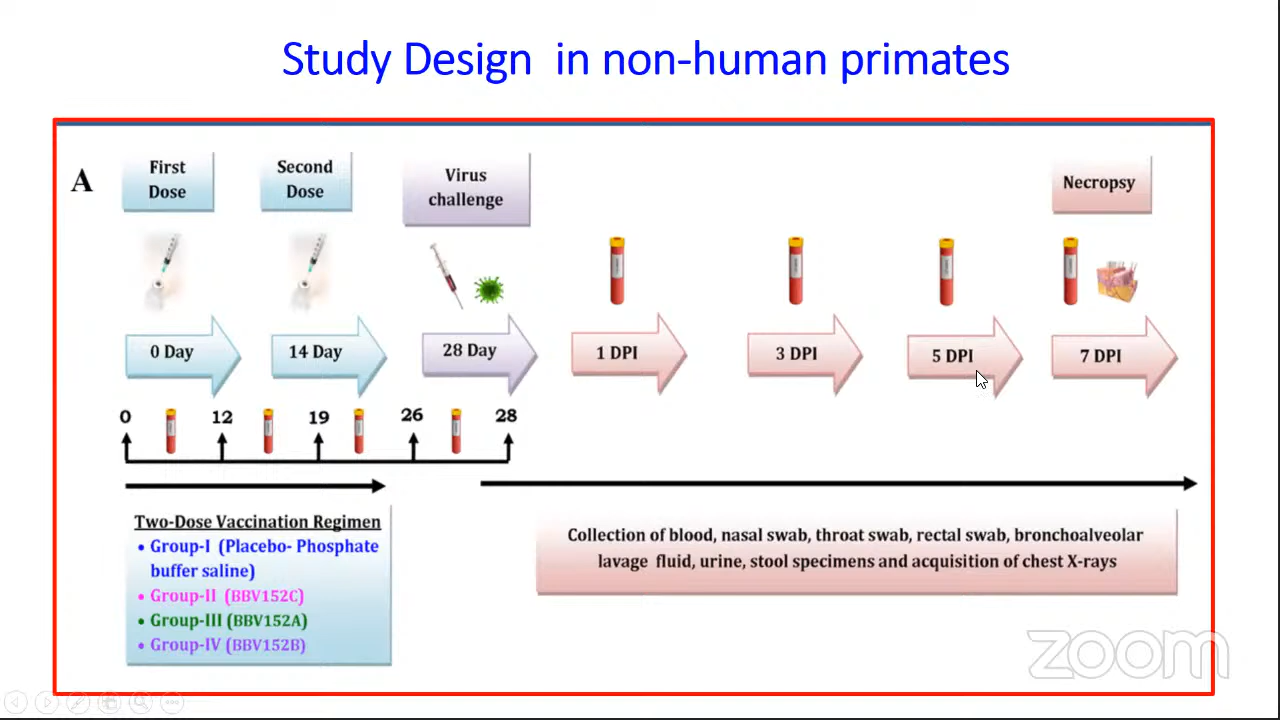 Study Design in non-human primates
A
First
Dose
Second
Dose
Virus
challenge
Necropsy
0 Day
14 Day
28 Day
1 DPI
3 DPI
5 DPI
7 DPI
0 12 19 26 28
Two-Dose Vaccination Regimen
• Group-I (Placebo- Phosphate
buffer saline)
• Group-II (BBV152C)
• Group-III (BBV152A)
• Group-IV (BBV152B)
Collection of blood, nasal swab, throat swab, rectal swab, bronchoalveolar
lavage fluid, urine, stool specimens and acquisition of chest X-rays
zoom